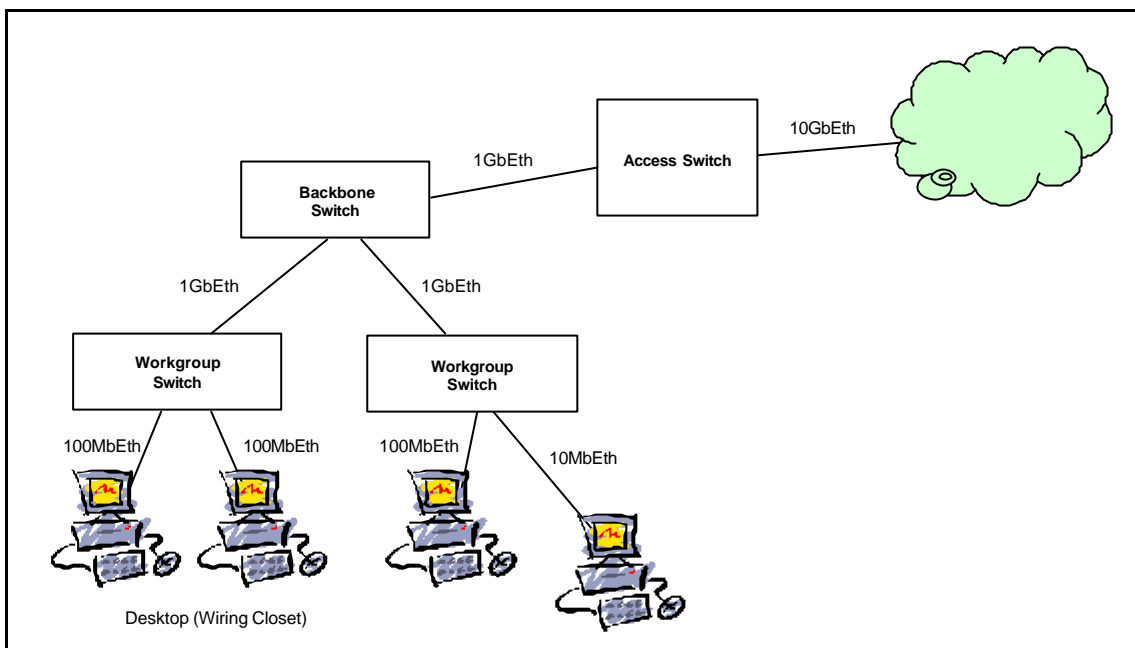 10GbEth
1GbEth
Access Switch
Backbone
Switch
1GbEth
1GbEth
Workgroup
Switch
Workgroup
Switch
100MbEth
100MbEth
100MbEth
10MbEth
Desktop (Wiring Closet)